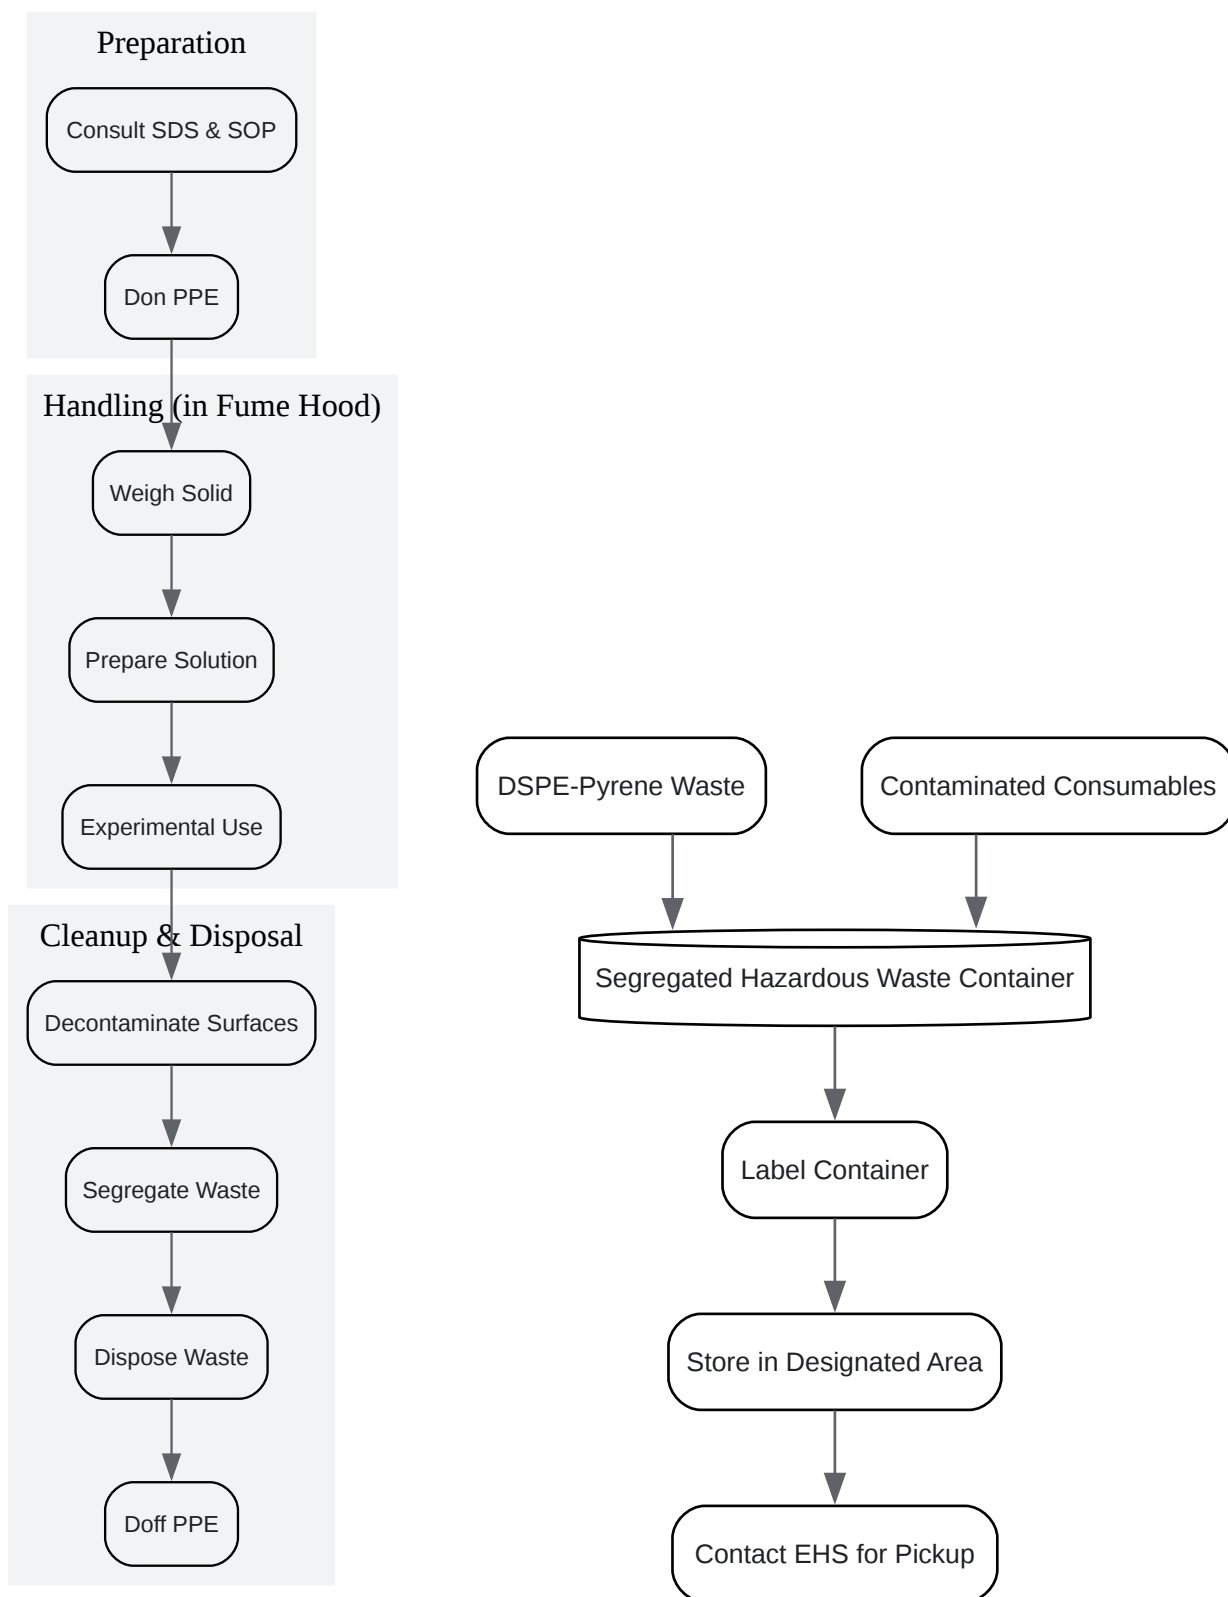 Preparation
Consult SDS & SOP
Don PPE
Handling (in Fume Hood)
Weigh Solid
Prepare Solution
Experimental Use
Cleanup & Disposal
Decontaminate Surfaces
Segregate Waste
Dispose Waste
Doff PPE
DSPE-Pyrene Waste
Contaminated Consumables
Segregated Hazardous Waste Container
Label Container
Store in Designated Area
Contact EHS for Pickup